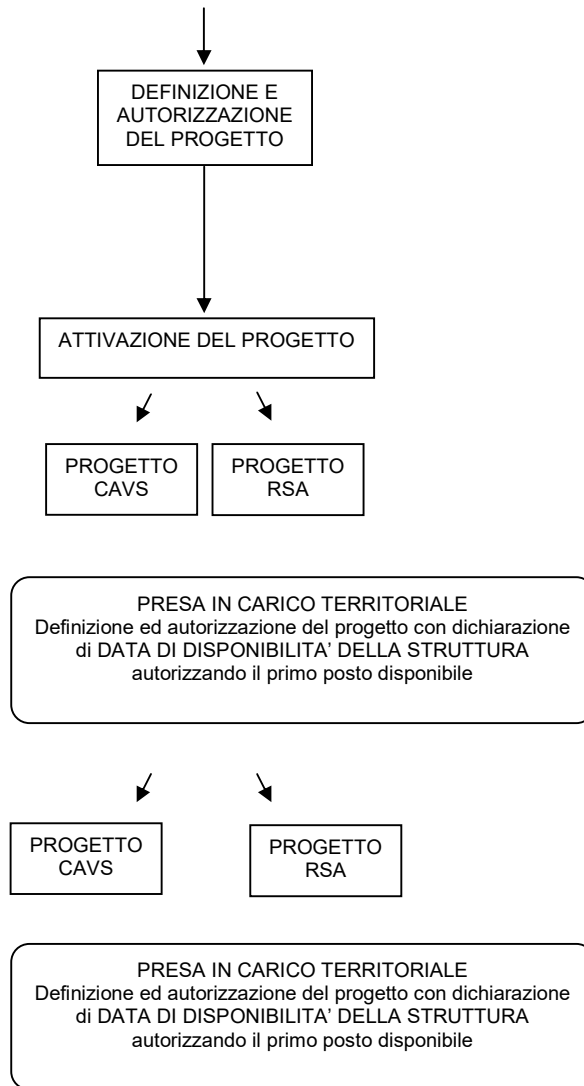 DEFINIZIONE E
AUTORIZZAZIONE
DEL PROGETTO
ATTIVAZIONE DEL PROGETTO
PROGETTO
CAVS
PROGETTO
RSA
PRESA IN CARICO TERRITORIALE
Definizione ed autorizzazione del progetto con dichiarazione
di DATA DI DISPONIBILITA' DELLA STRUTTURA
autorizzando il primo posto disponibile
PROGETTO
CAVS
PROGETTO
RSA
PRESA IN CARICO TERRITORIALE
Definizione ed autorizzazione del progetto con dichiarazione
di DATA DI DISPONIBILITA' DELLA STRUTTURA
autorizzando il primo posto disponibile